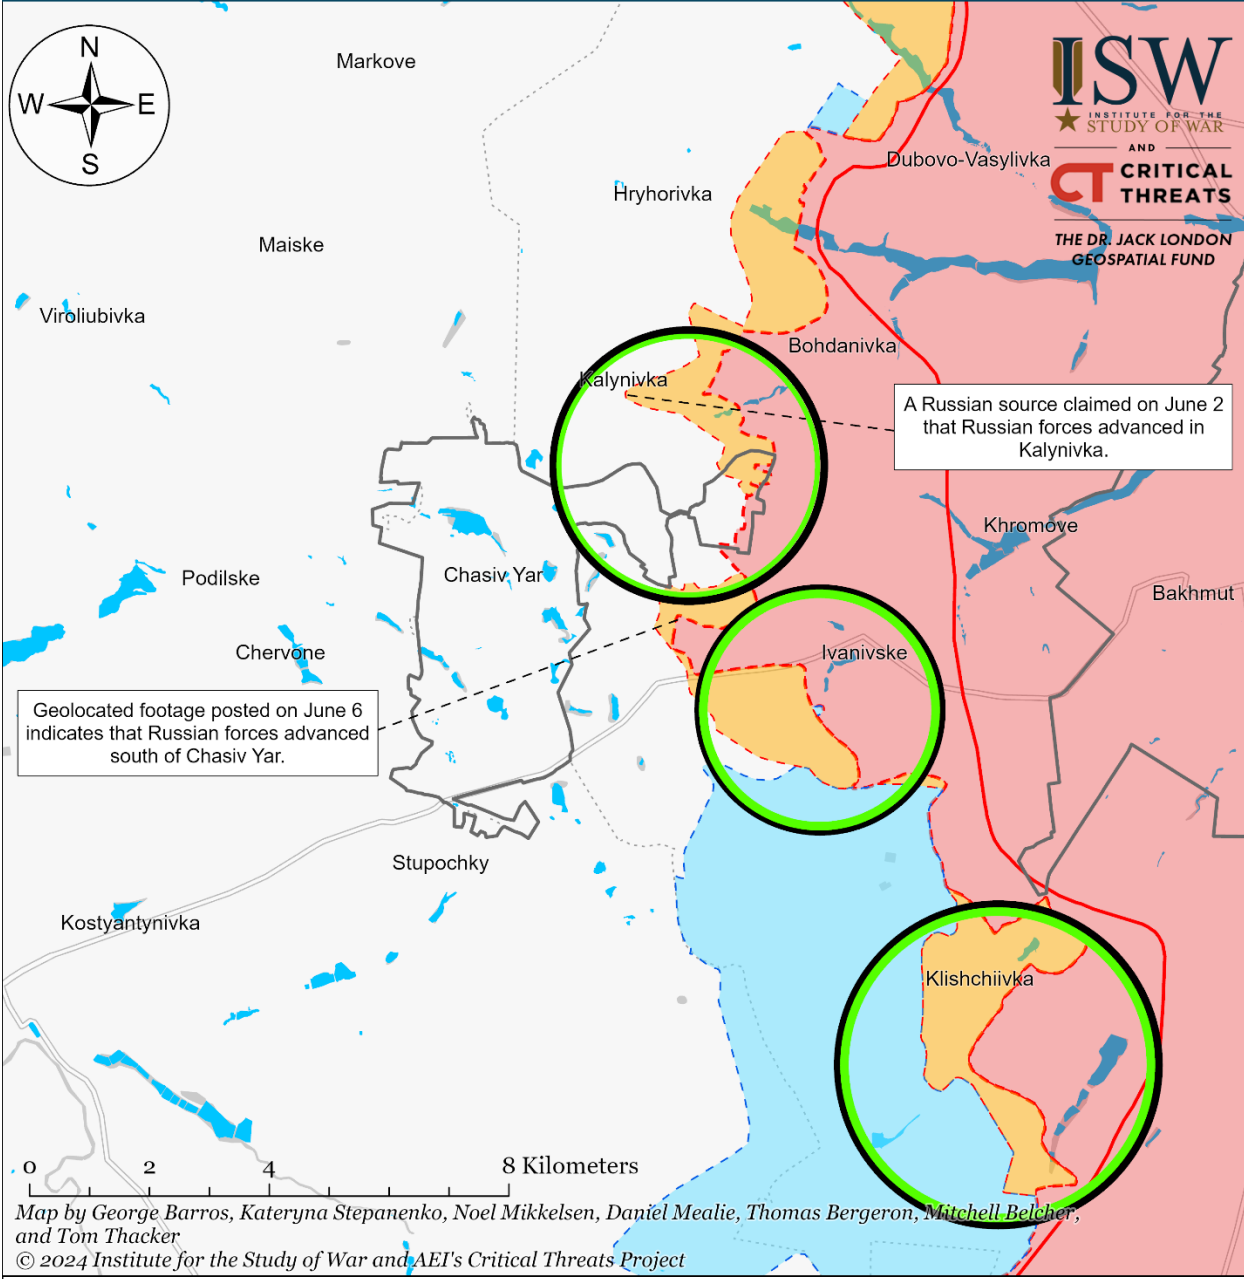 N
W E
S
Markove
ISW
INSTITUTE FOR THE
STUDY OF WAR
AND
CT CRITICAL
THREATS
THE DR. JACK LONDON
GEOSPATIAL FUND
Dubovo-Vasylivka
Hryhorivka
Maiske
Viroliubivka
Bohdanivka
Kalynivka
A Russian source claimed on June 2
that Russian forces advanced in
Kalynivka.
Khromove
Podilske
Chasiv Yar
Bakhmut
Chervone
Ivanivske
Geolocated footage posted on June 6
indicates that Russian forces advanced
south of Chasiv Yar.
Stupochky
Kostyantynivka
Klishchiivka
0 2 4 8 Kilometers
Map by George Barros, Kateryna Stepanenko, Noel Mikkelsen, Daniel Mealie, Thomas Bergeron, Mitchell Belcher,
and Tom Thacker
© 2024 Institute for the Study of War and AEI's Critical Threats Project